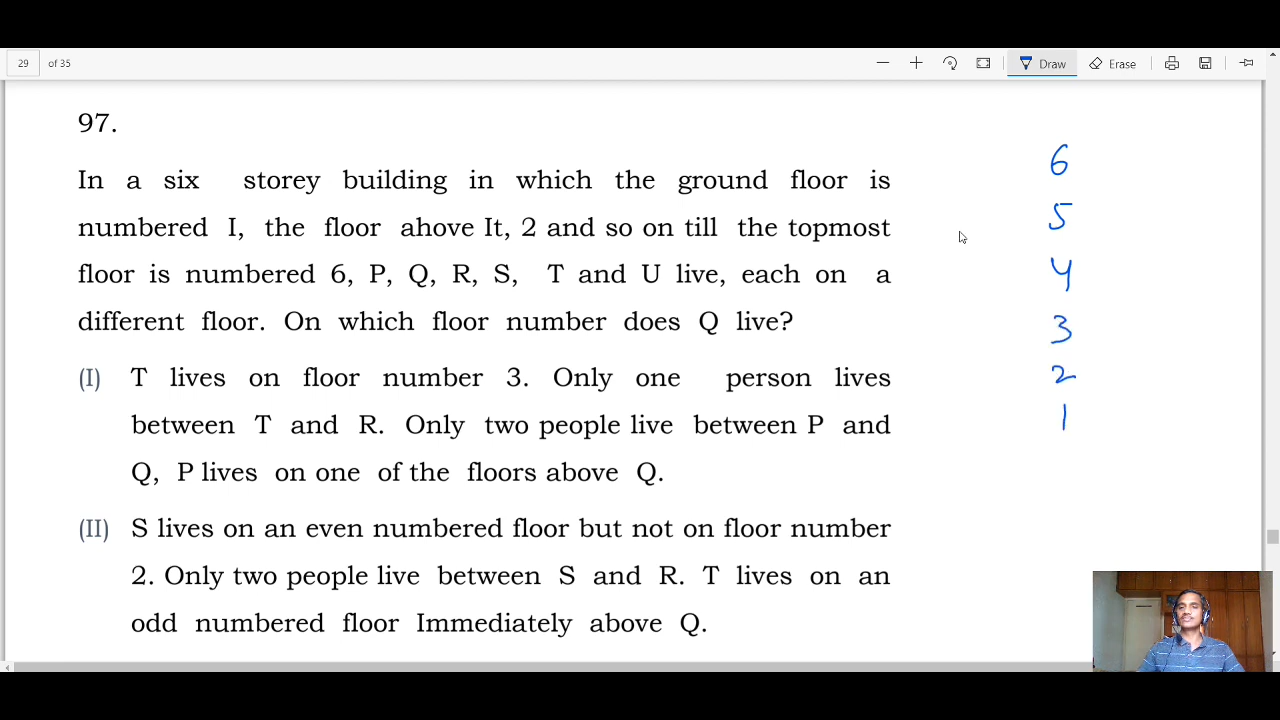 29 of 35
Draw Erase
97.
In a six storey building in which the ground floor is
numbered I, the floor ahove It, 2 and so on till the topmost
floor is numbered 6, P, Q, R, S, T and U live, each on a
different floor. On which floor number does Q live?
(I) T lives on floor number 3. Only one person lives
between T and R. Only two people live between P and
Q, P lives on one of the floors above Q.
(II) S lives on an even numbered floor but not on floor number
2. Only two people live between S and R. T lives on an
odd numbered floor Immediately above Q.
6
5
4
3
2
1